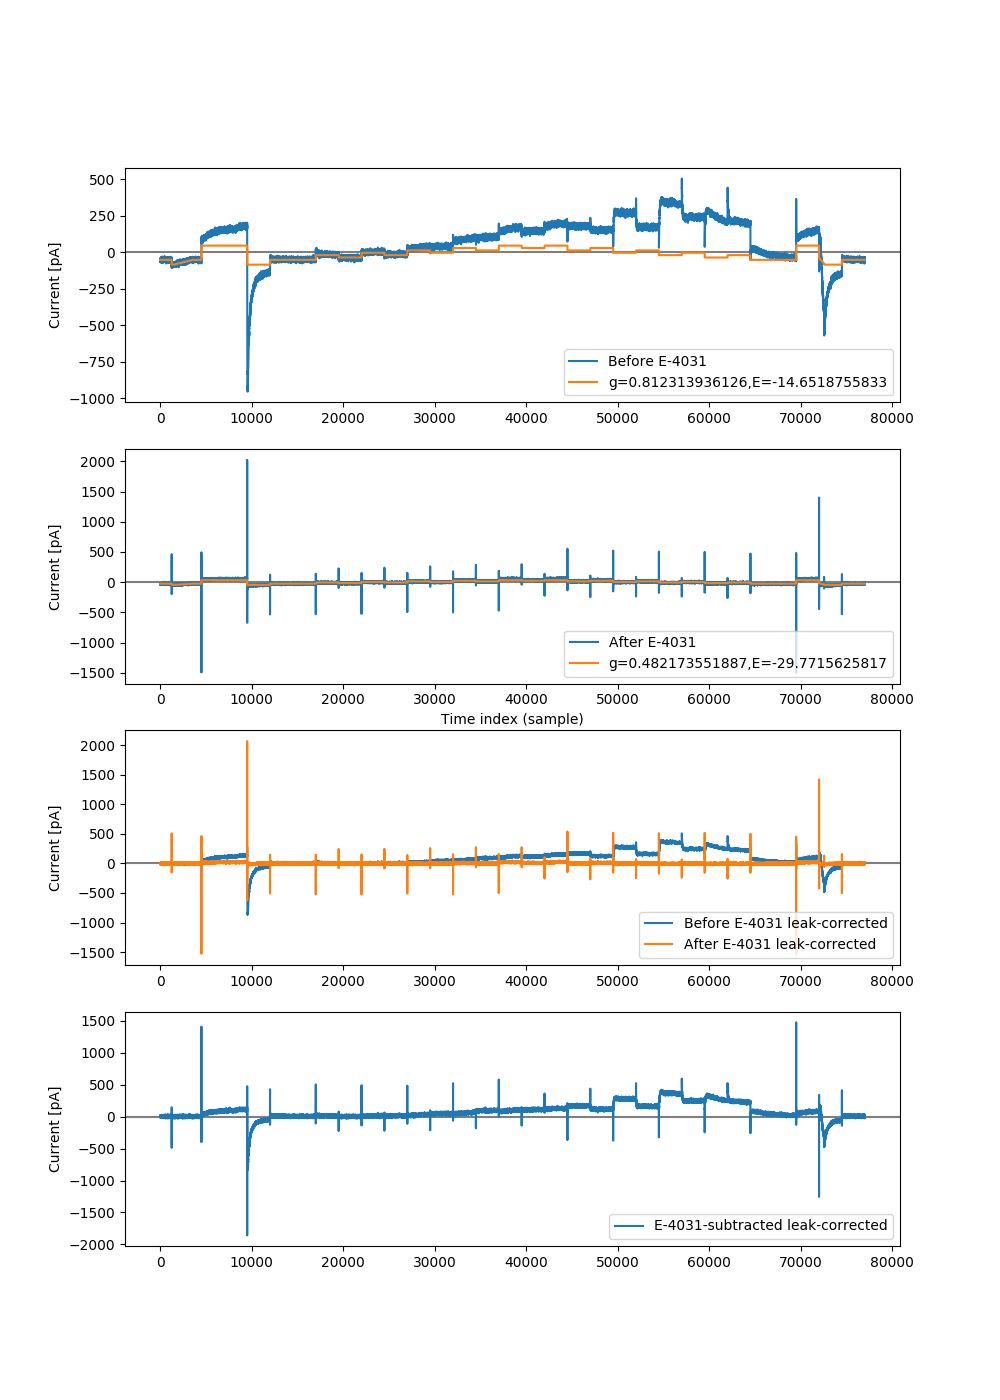 500
250
0
−250
−500
−750
−1000
Current [pA]
Before E-4031
g=0.812313936126,E=-14.6518755833
0 10000 20000 30000 40000 50000 60000 70000 80000
2000
1500
1000
500
0
−500
−1000
−1500
Current [pA]
After E-4031
g=0.482173551887,E=-29.7715625817
0 10000 20000 30000 40000 50000 60000 70000 80000
Time index (sample)
2000
1500
1000
500
0
−500
−1000
−1500
Current [pA]
Before E-4031 leak-corrected
After E-4031 leak-corrected
0 10000 20000 30000 40000 50000 60000 70000 80000
1500
1000
500
0
−500
−1000
−1500
−2000
Current [pA]
E-4031-subtracted leak-corrected
0 10000 20000 30000 40000 50000 60000 70000 80000